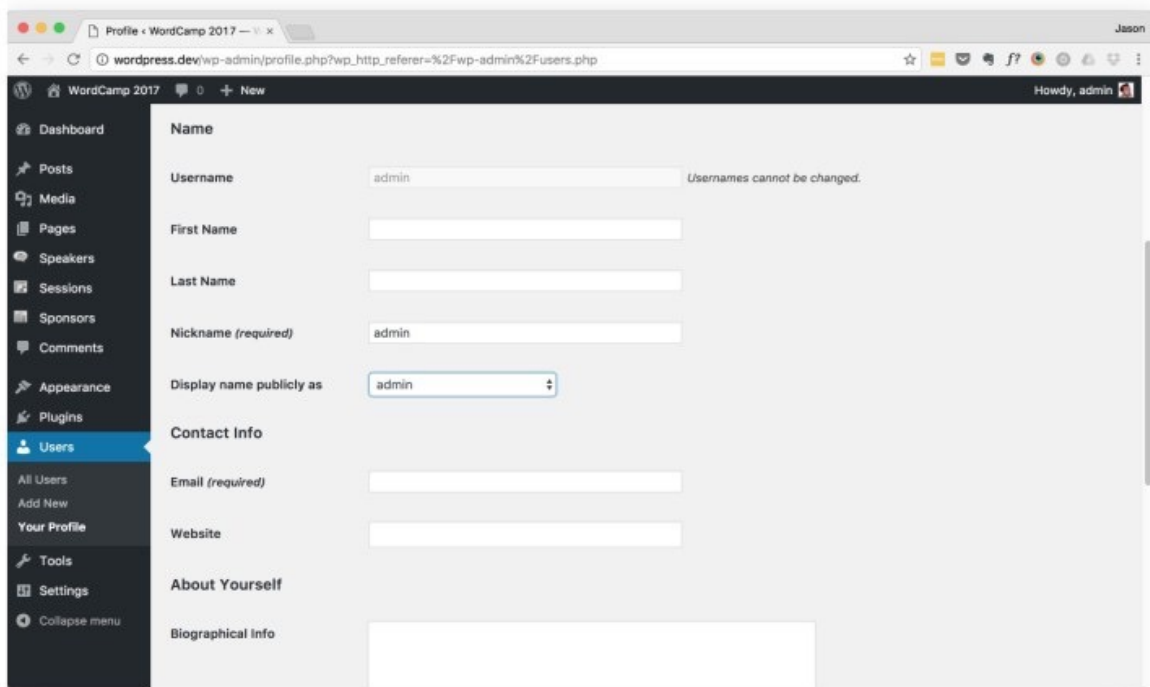 Profile ‹ WordCamp 2017 —
Jason
wordpress.dev/wp-admin/profile.php?wp_http_referer=%2Fwp-admin%2Fusers.php
f?
WordCamp 2017 0 + New
Howdy, admin
Dashboard
Posts
Media
Pages
Speakers
Sessions
Sponsors
Comments
Appearance
Plugins
Users
All Users
Add New
Your Profile
Tools
Settings
Collapse menu
Name
Username admin Usernames cannot be changed.
First Name
Last Name
Nickname (required) admin
Display name publicly as admin
Contact Info
Email (required)
Website
About Yourself
Biographical Info